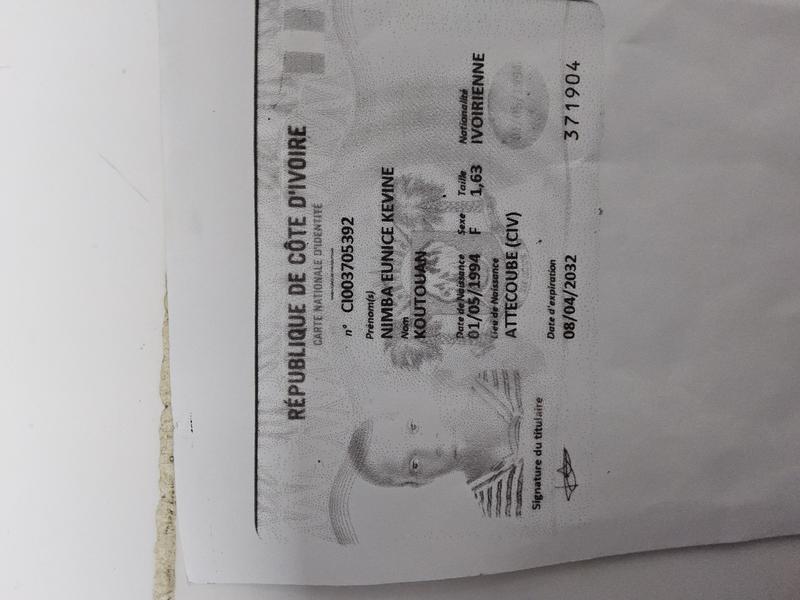 RÉPUBLIQUE DE CÔTE D'IVOIRE
CARTE NATIONALE D'IDENTITÉ
n° CI003705392
Prénom(s)
NIMBA EUNICE KEVINE
Nom
KOUTOUAN
Date de Naissance Sexe Taille Nationalité
01/05/1994 F 1,63 IVOIRIENNE
Lieu de Naissance
ATTECOUBE (CIV)
Signature du titulaire
Date d'expiration
08/04/2032
371904